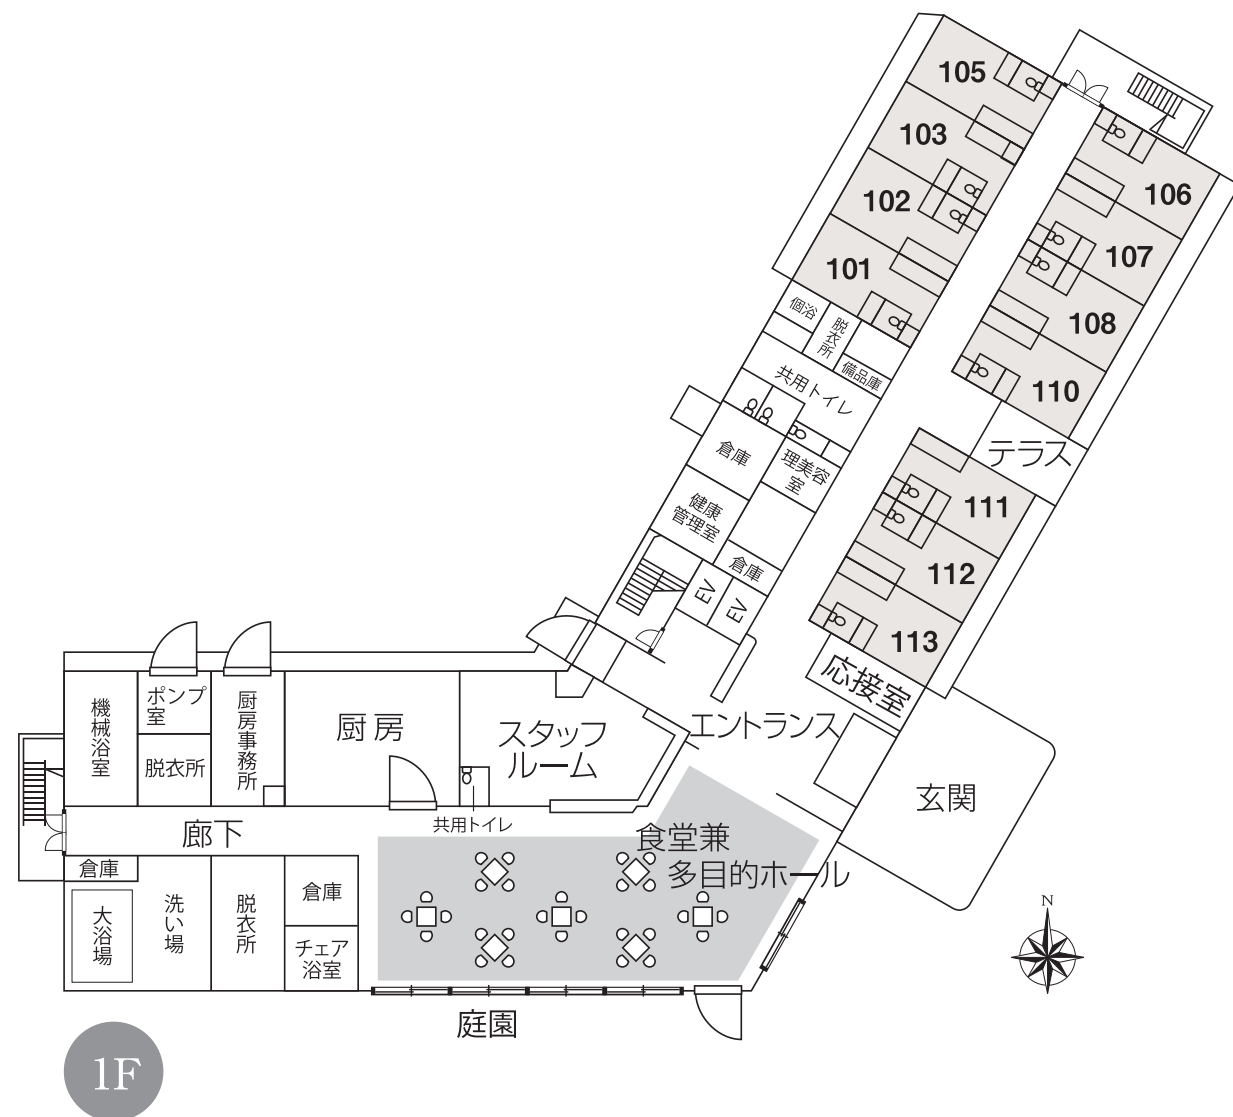 105
103
102
101
106
107
108
110
個浴
脱衣所
備品庫
共用トイレ
テラス
倉庫
理美容
室
111
健康
管理室
倉庫
112
EV
EV
113
応接室
エントランス
玄関
機械浴室
ポンプ
室
脱衣所
厨房事務所
厨房
スタッフ
ルーム
共用トイレ
廊下
食堂兼
多目的ホール
倉庫
大浴場
洗い場
脱衣所
倉庫
チェア
浴室
N
庭園
1F